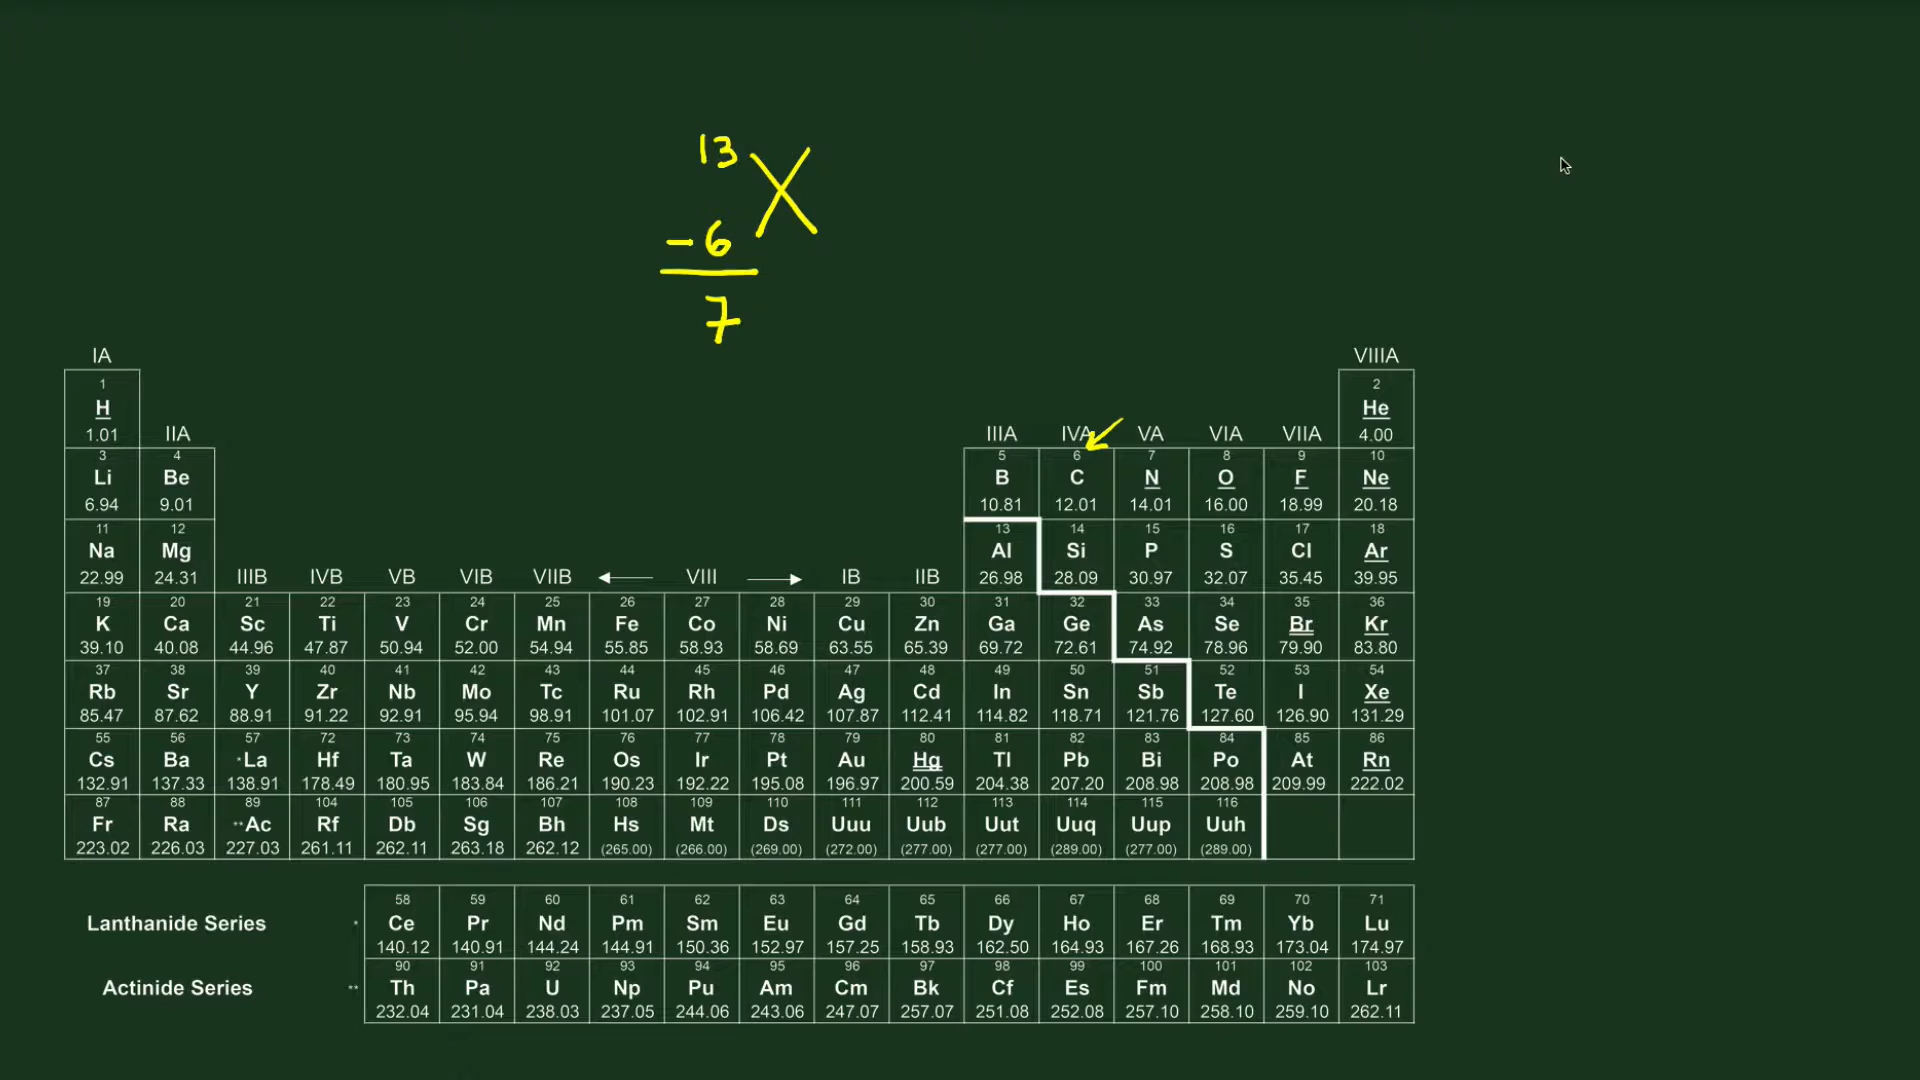 13 X
- 6
7
IA VIIIA
1 2
H He
1.01 IIA IIIA IVA VA VIA VIIA 4.00
3 4 5 6 7 8 9 10
Li Be B C N O F Ne
6.94 9.01 10.81 12.01 14.01 16.00 18.99 20.18
11 12 13 14 15 16 17 18
Na Mg Al Si P S Cl Ar
22.99 24.31 IIIB IVB VB VIB VIIB VIII IB IIB 26.98 28.09 30.97 32.07 35.45 39.95
19 20 21 22 23 24 25 26 27 28 29 30 31 32 33 34 35 36
K Ca Sc Ti V Cr Mn Fe Co Ni Cu Zn Ga Ge As Se Br Kr
39.10 40.08 44.96 47.87 50.94 52.00 54.94 55.85 58.93 58.69 63.55 65.39 69.72 72.61 74.92 78.96 79.90 83.80
37 38 39 40 41 42 43 44 45 46 47 48 49 50 51 52 53 54
Rb Sr Y Zr Nb Mo Tc Ru Rh Pd Ag Cd In Sn Sb Te I Xe
85.47 87.62 88.91 91.22 92.91 95.94 98.91 101.07 102.91 106.42 107.87 112.41 114.82 118.71 121.76 127.60 126.90 131.29
55 56 57 72 73 74 75 76 77 78 79 80 81 82 83 84 85 86
Cs Ba *La Hf Ta W Re Os Ir Pt Au Hg Tl Pb Bi Po At Rn
132.91 137.33 138.91 178.49 180.95 183.84 186.21 190.23 192.22 195.08 196.97 200.59 204.38 207.20 208.98 208.98 209.99 222.02
87 88 89 104 105 106 107 108 109 110 111 112 113 114 115 116
Fr Ra **Ac Rf Db Sg Bh Hs Mt Ds Uuu Uub Uut Uuq Uup Uuh
223.02 226.03 227.03 261.11 262.11 263.18 262.12 (265.00) (266.00) (269.00) (272.00) (277.00) (277.00) (289.00) (277.00) (289.00)
58 59 60 61 62 63 64 65 66 67 68 69 70 71
Lanthanide Series * Ce Pr Nd Pm Sm Eu Gd Tb Dy Ho Er Tm Yb Lu
140.12 140.91 144.24 144.91 150.36 152.97 157.25 158.93 162.50 164.93 167.26 168.93 173.04 174.97
90 91 92 93 94 95 96 97 98 99 100 101 102 103
Actinide Series ** Th Pa U Np Pu Am Cm Bk Cf Es Fm Md No Lr
232.04 231.04 238.03 237.05 244.06 243.06 247.07 257.07 251.08 252.08 257.10 258.10 259.10 262.11